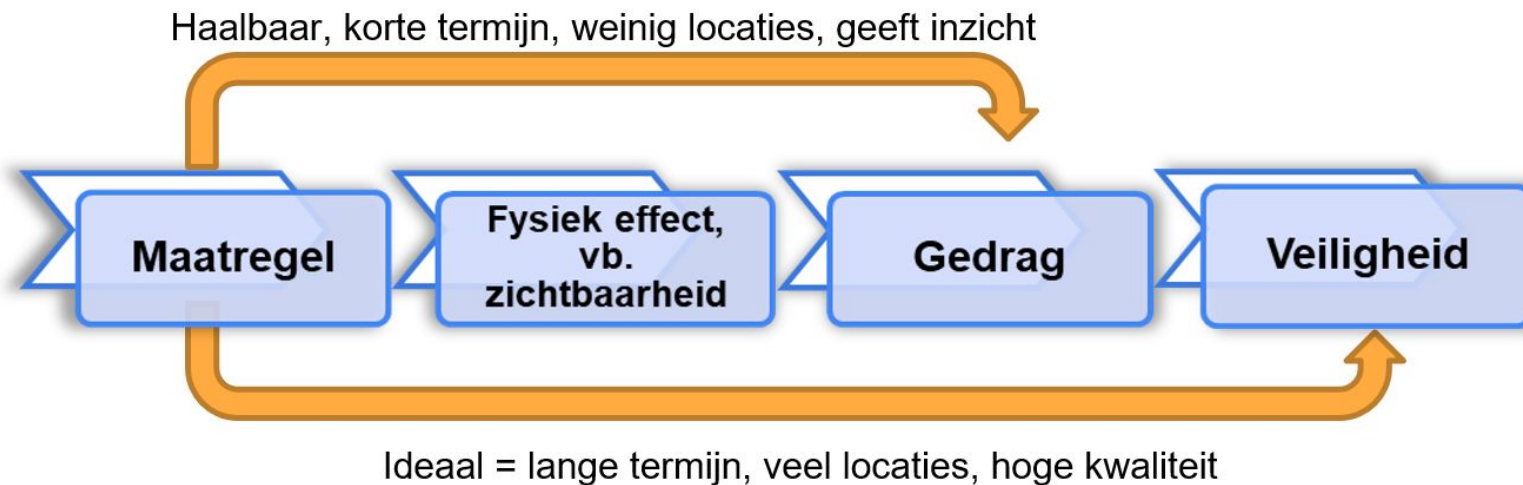 Haalbaar, korte termijn, weinig locaties, geeft inzicht
Maatregel
Fysiek effect,
vb.
zichtbaarheid
Gedrag
Veiligheid
Ideaal = lange termijn, veel locaties, hoge kwaliteit